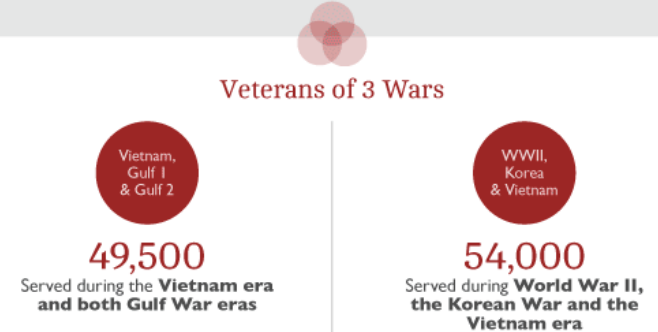 Veterans of 3 Wars
Vietnam,
Gulf 1
& Gulf 2
49,500
Served during the Vietnam era
and both Gulf War eras
WWII,
Korea
& Vietnam
54,000
Served during World War II,
the Korean War and the
Vietnam era